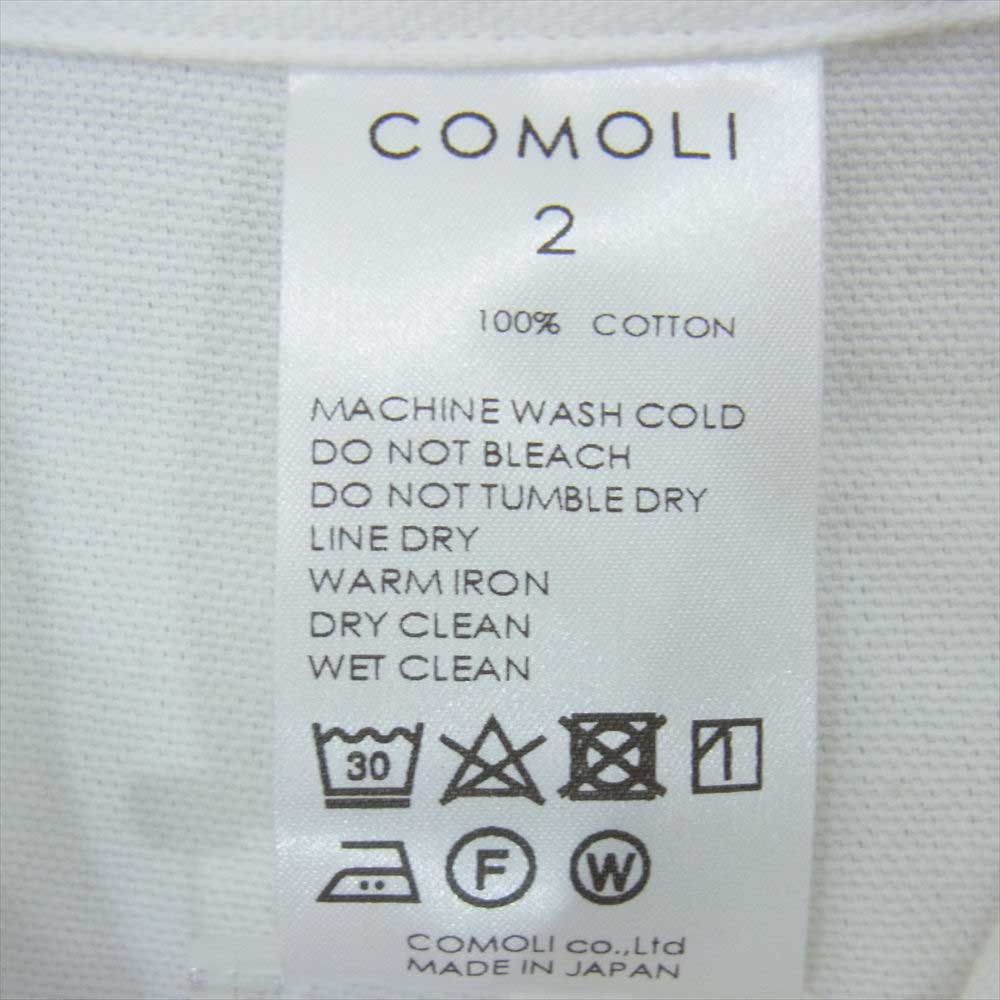 COMOLI
2
100% COTTON
MACHINE WASH COLD
DO NOT BLEACH
DO NOT TUMBLE DRY
LINE DRY
WARM IRON
DRY CLEAN
WET CLEAN
30
F W
COMOLI co.,Ltd
MADE IN JAPAN